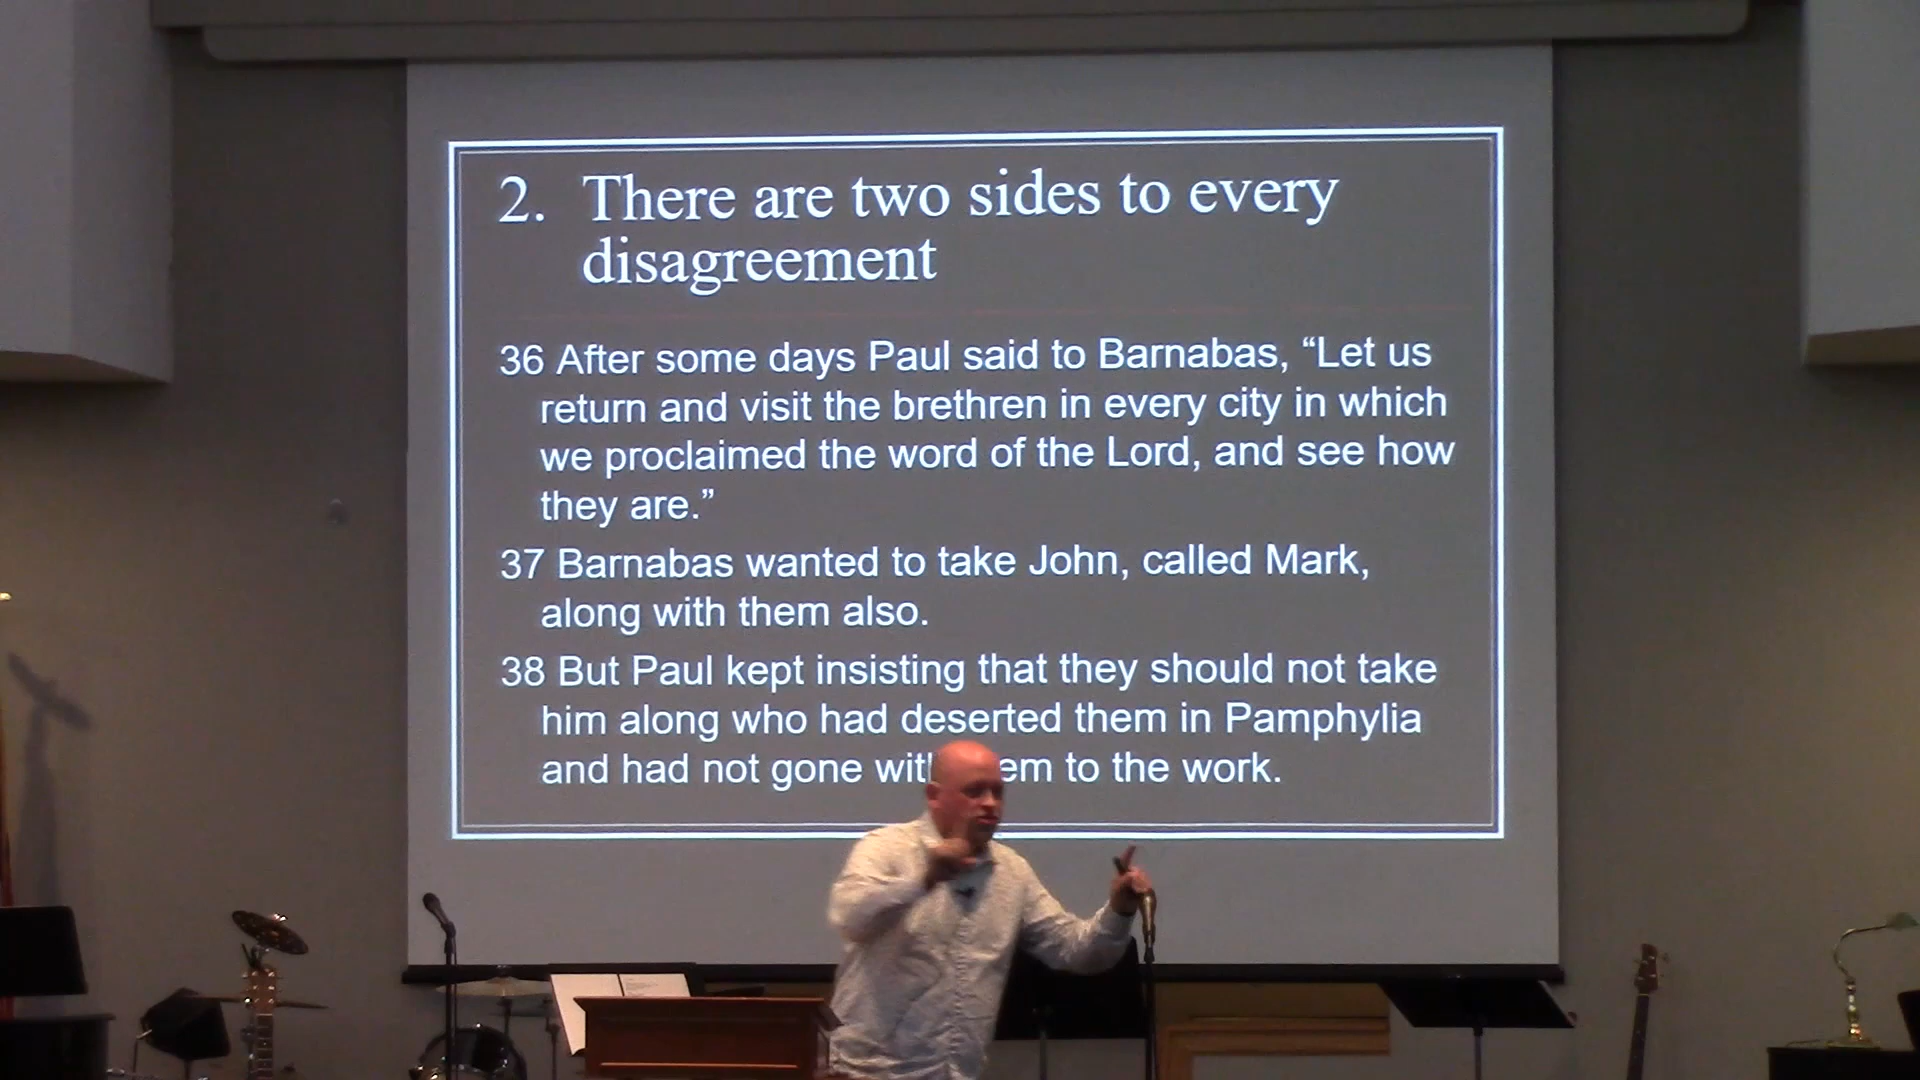 2. There are two sides to every
disagreement
36 After some days Paul said to Barnabas, “Let us
return and visit the brethren in every city in which
we proclaimed the word of the Lord, and see how
they are.”
37 Barnabas wanted to take John, called Mark,
along with them also.
38 But Paul kept insisting that they should not take
him along who had deserted them in Pamphylia
and had not gone to the work.